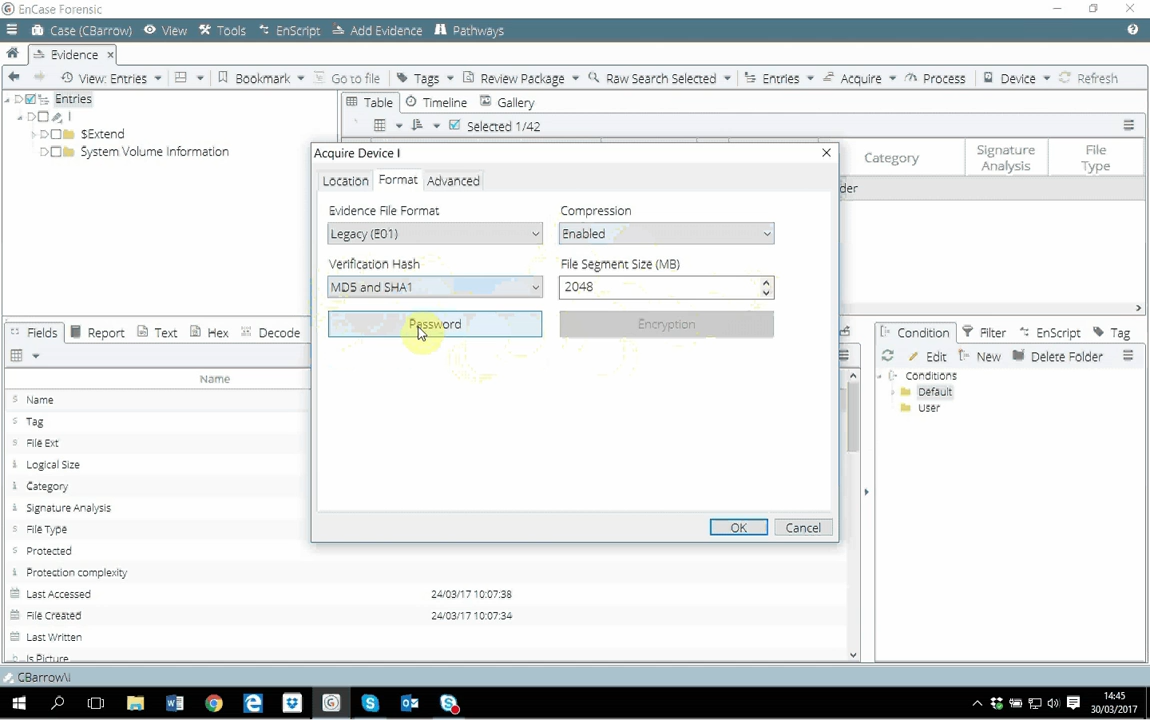 EnCase Forensic
Case (CBarrow) View Tools EnScript Add Evidence Pathways
Evidence
View: Entries Bookmark Go to file Tags Review Package Raw Search Selected Entries Acquire Process Device Refresh
Entries
I
$Extend
System Volume Information
Table Timeline Gallery
Selected 1/42
Category Signature Analysis File Type
der
Acquire Device I
Location Format Advanced
Evidence File Format Compression
Legacy (E01) Enabled
Verification Hash File Segment Size (MB)
MD5 and SHA1 2048
Password Encryption
OK Cancel
Fields Report Text Hex Decode
Name
Name
Tag
File Ext
Logical Size
Category
Signature Analysis
File Type
Protected
Protection complexity
Last Accessed 24/03/17 10:07:38
File Created 24/03/17 10:07:34
Last Written
Is Picture
Condition Filter EnScript Tag
Edit New Delete Folder
Conditions
Default
User
CBarrow\I
14:45
30/03/2017